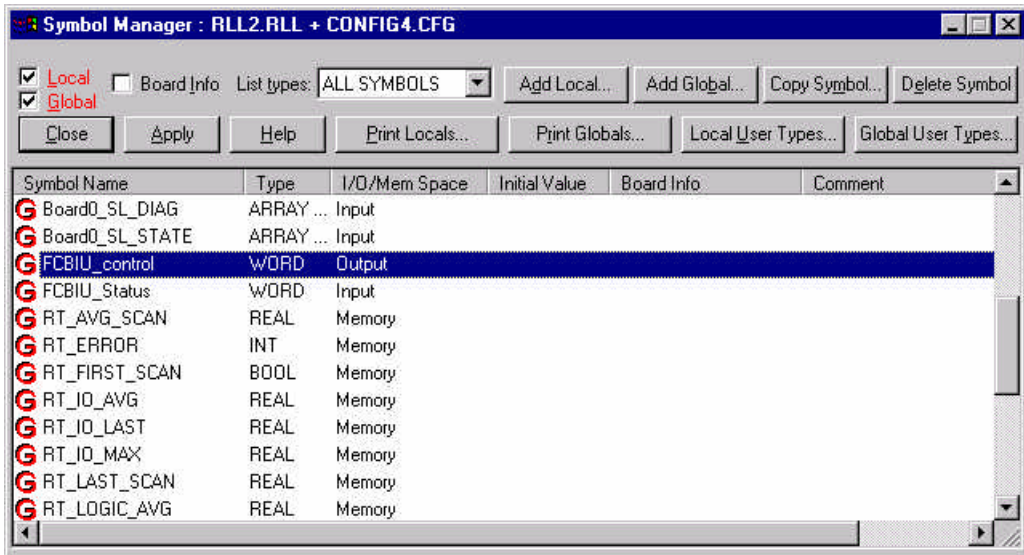 Symbol Manager : RLL2.RLL + CONFIG4.CFG
Local
Global
Board Info List types: ALL SYMBOLS Add Local... Add Global... Copy Symbol... Delete Symbol
Close Apply Help Print Locals... Print Globals... Local User Types... Global User Types...
Symbol Name Type I/O/Mem Space Initial Value Board Info Comment
G Board0_SL_DIAG ARRAY ... Input
G Board0_SL_STATE ARRAY ... Input
G FCBIU_control WORD Output
G FCBIU_Status WORD Input
G RT_AVG_SCAN REAL Memory
G RT_ERROR INT Memory
G RT_FIRST_SCAN BOOL Memory
G RT_IO_AVG REAL Memory
G RT_IO_LAST REAL Memory
G RT_IO_MAX REAL Memory
G RT_LAST_SCAN REAL Memory
G RT_LOGIC_AVG REAL Memory